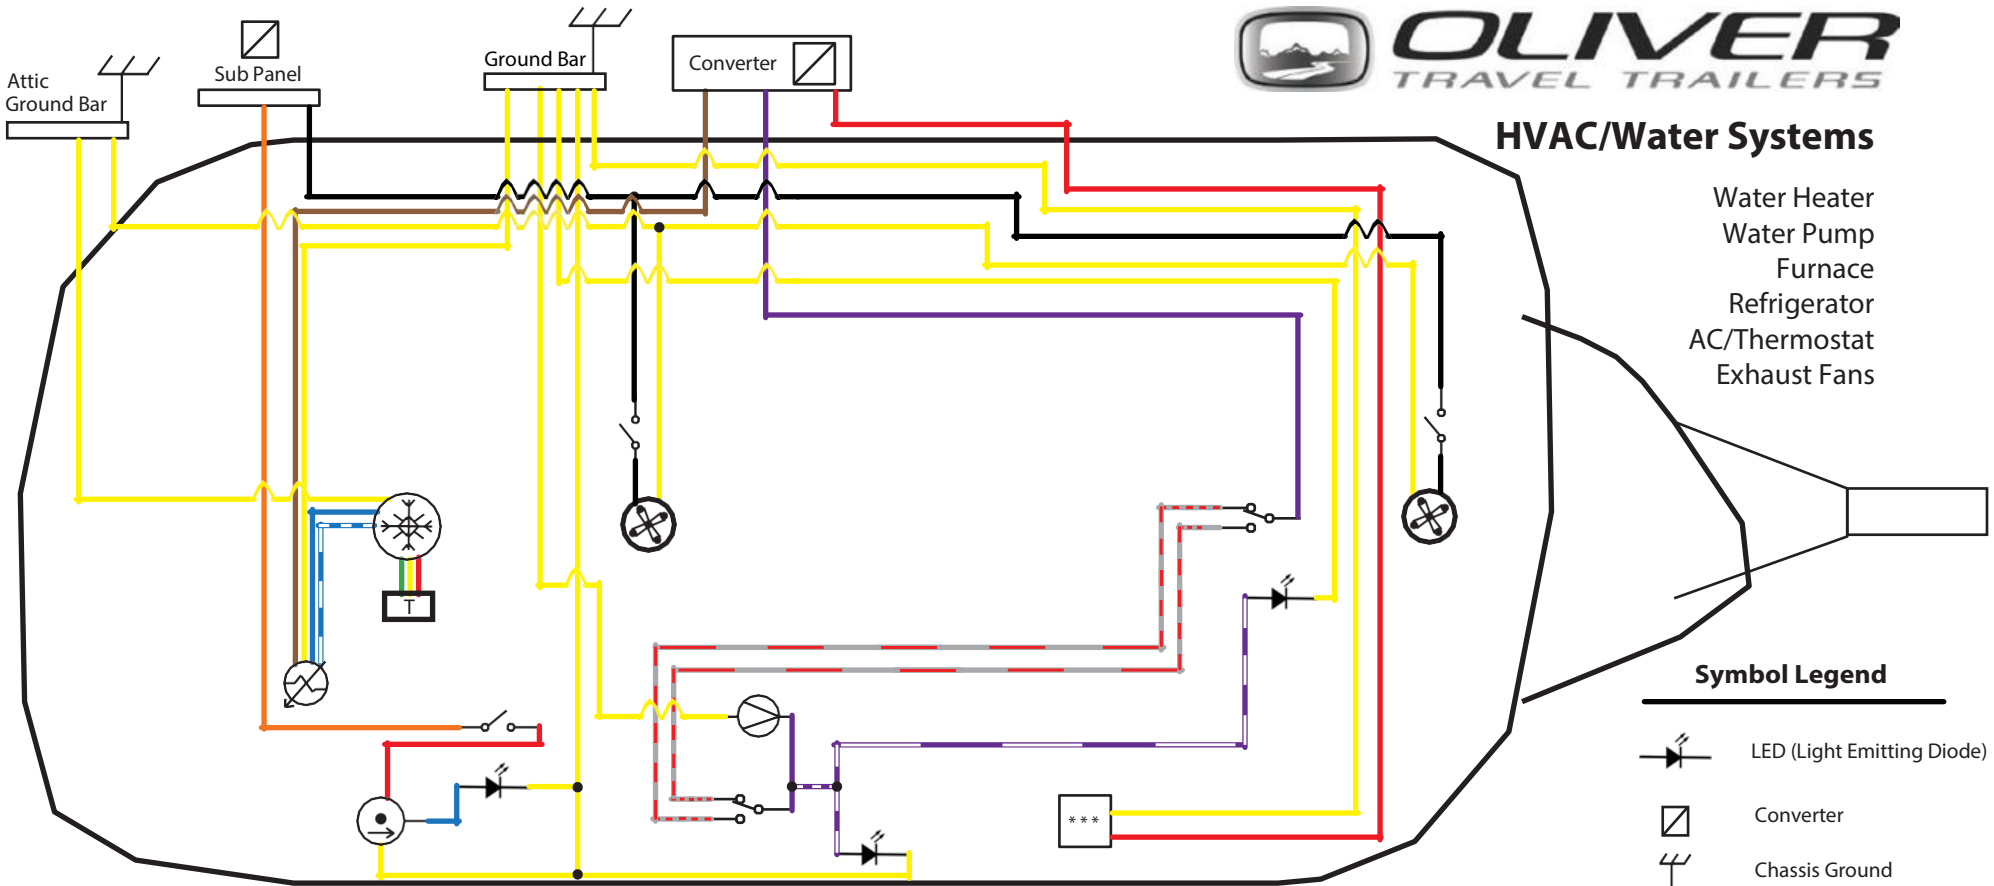 OLIVER
TRAVEL TRAILERS
HVAC/Water Systems
Water Heater
Water Pump
Furnace
Refrigerator
AC/Thermostat
Exhaust Fans
Attic
Ground Bar
Sub Panel
Ground Bar
Converter
T
***
Symbol Legend
LED (Light Emitting Diode)
Converter
Chassis Ground